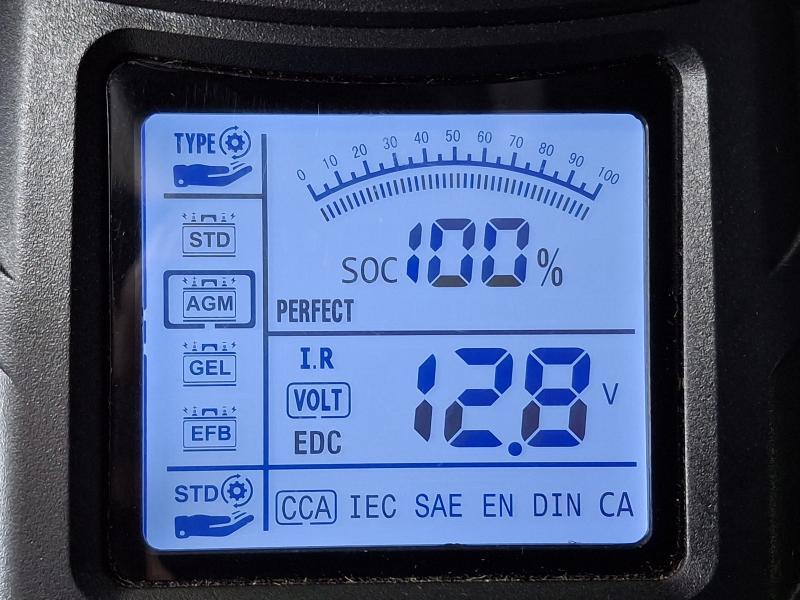 TYPE
0 10 20 30 40 50 60 70 80 90 100
STD
SOC 100 %
AGM
PERFECT
I.R
GEL
VOLT 12.8 V
EFB
EDC
STD
CCA IEC SAE EN DIN CA